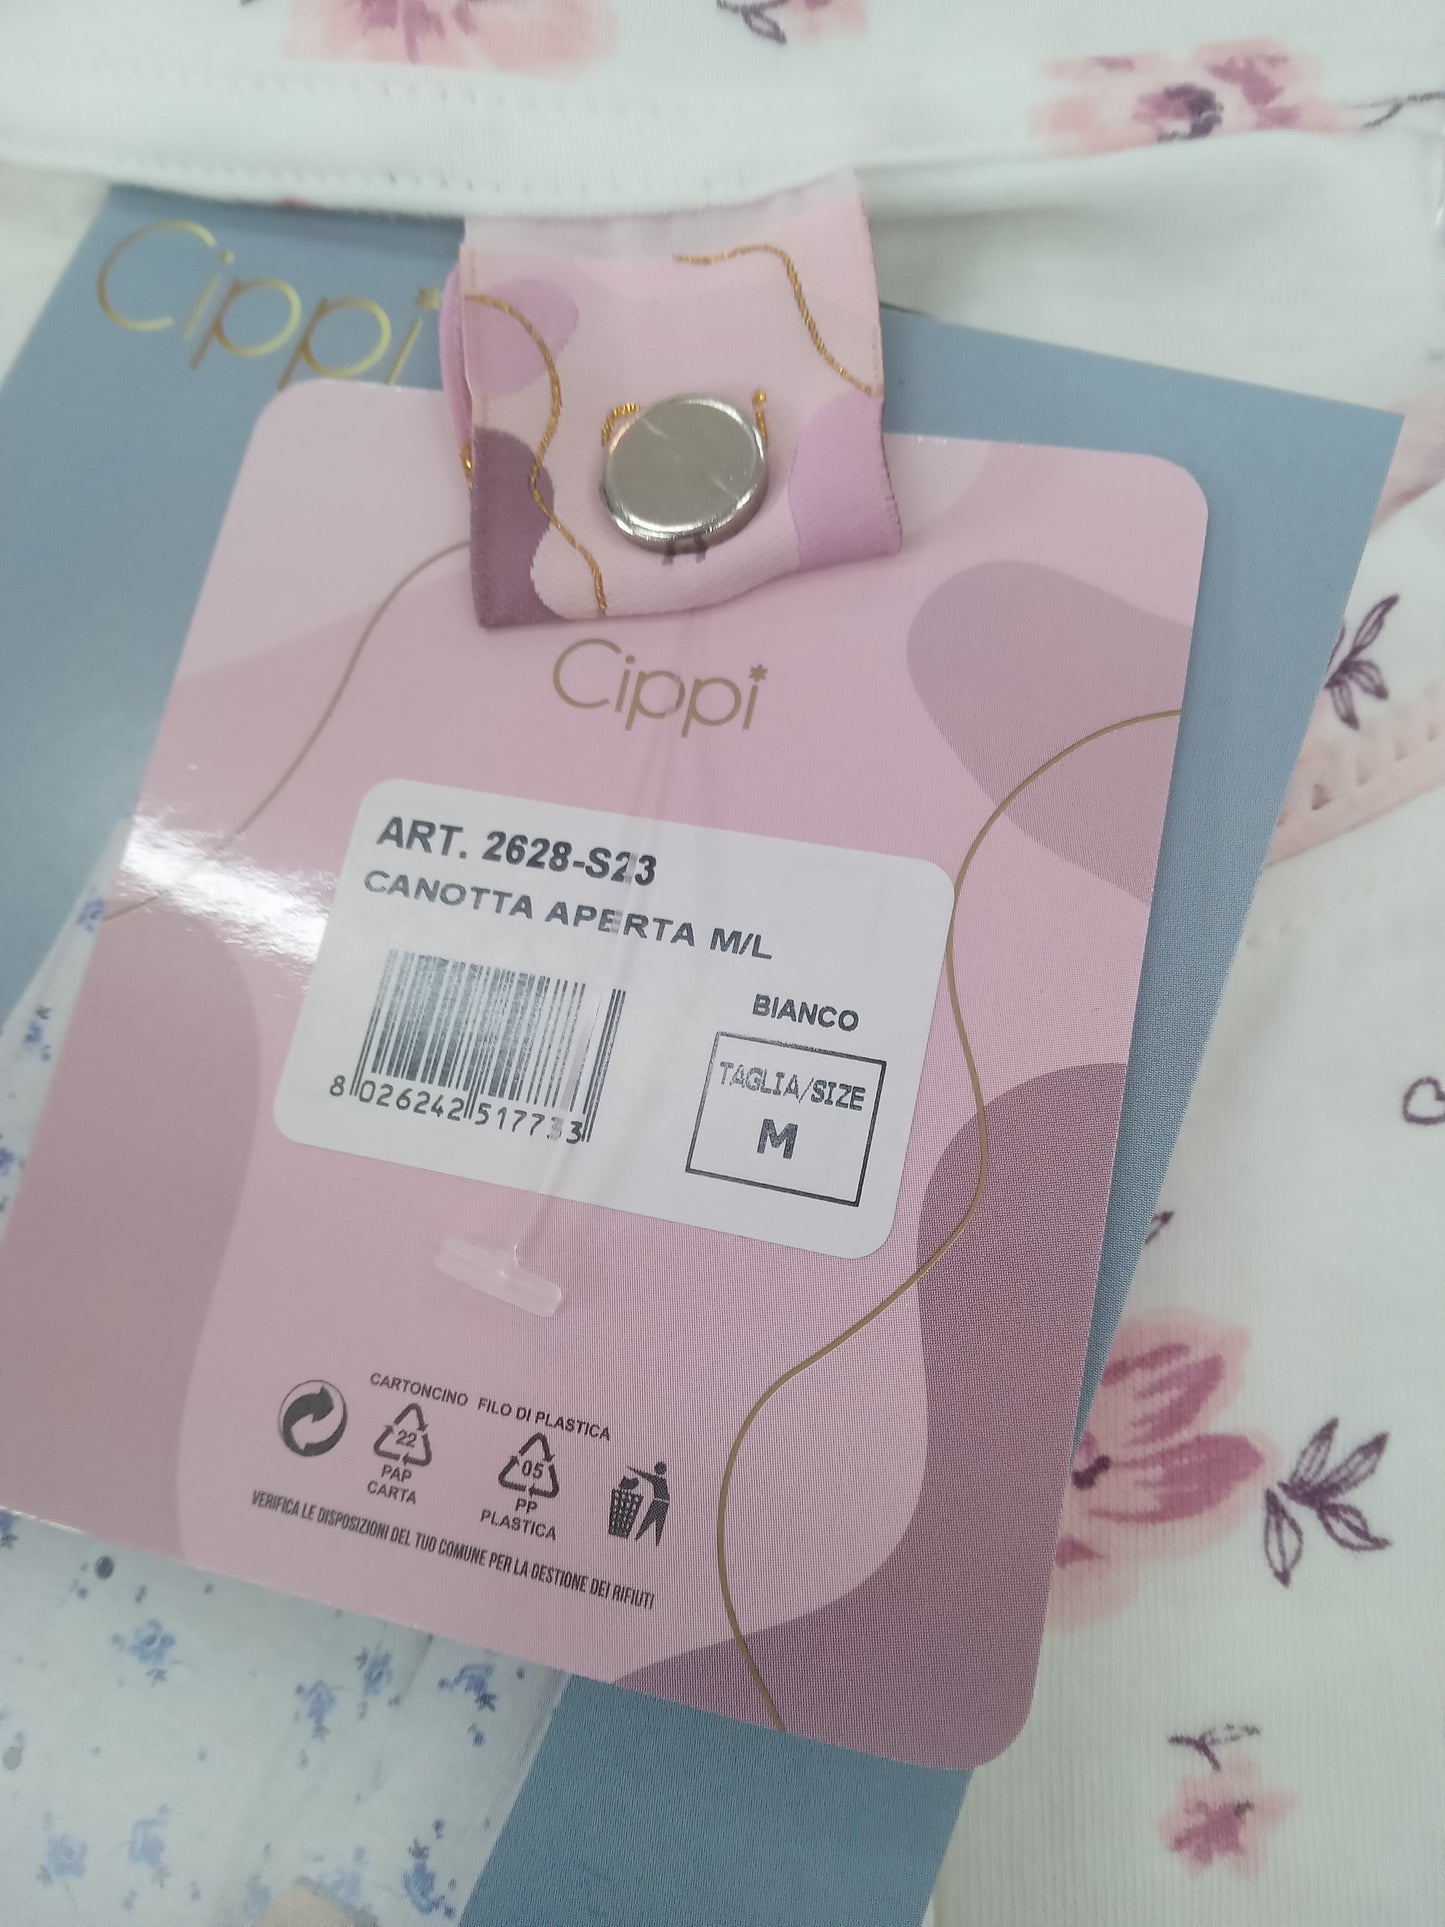 Cippi
Cippi
ART. 2628-S23
CANOTTA APERTA M/L
BIANCO
TAGLIA/SIZE
M
8 026242 517733
CARTONCINO FILO DI PLASTICA
22
PAP
CARTA
05
PP
PLASTICA
VERIFICA LE DISPOSIZIONI DEL TUO COMUNE PER LA GESTIONE DEI RIFIUTI